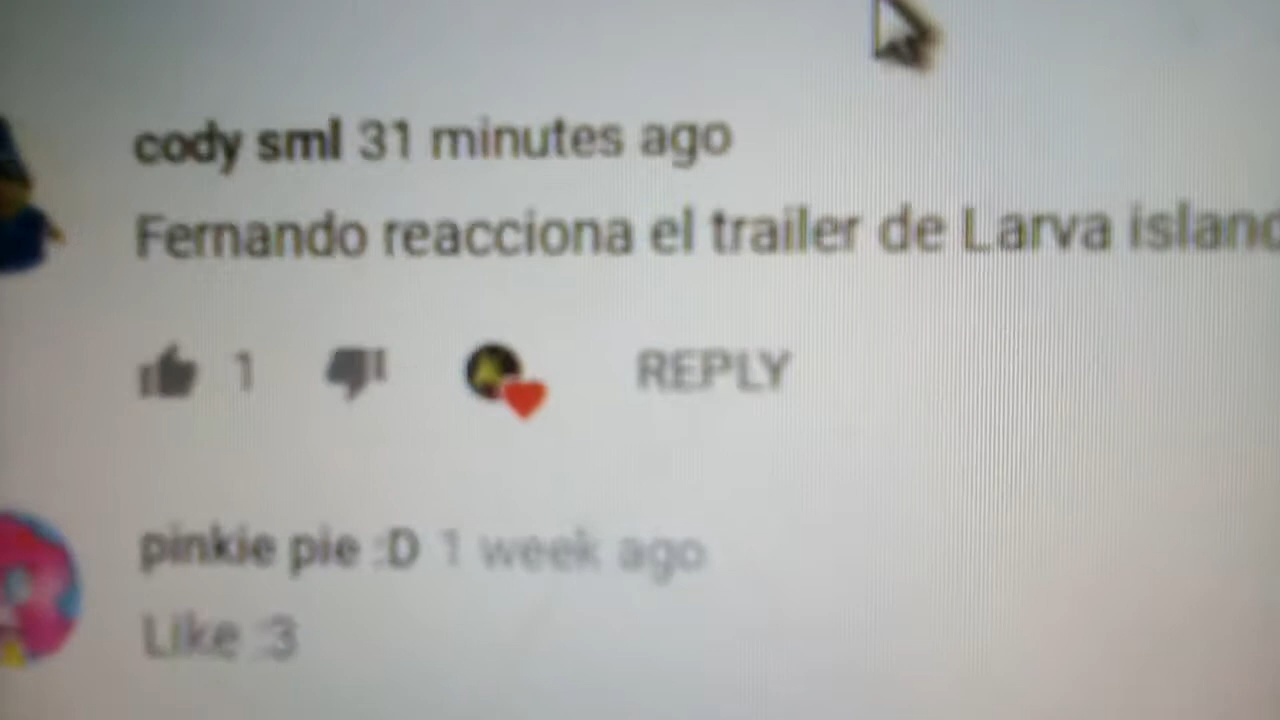 cody sml 31 minutes ago
Fernando reacciona el trailer de Larva island
1
REPLY
pinkie pie :D 1 week ago
Like :3